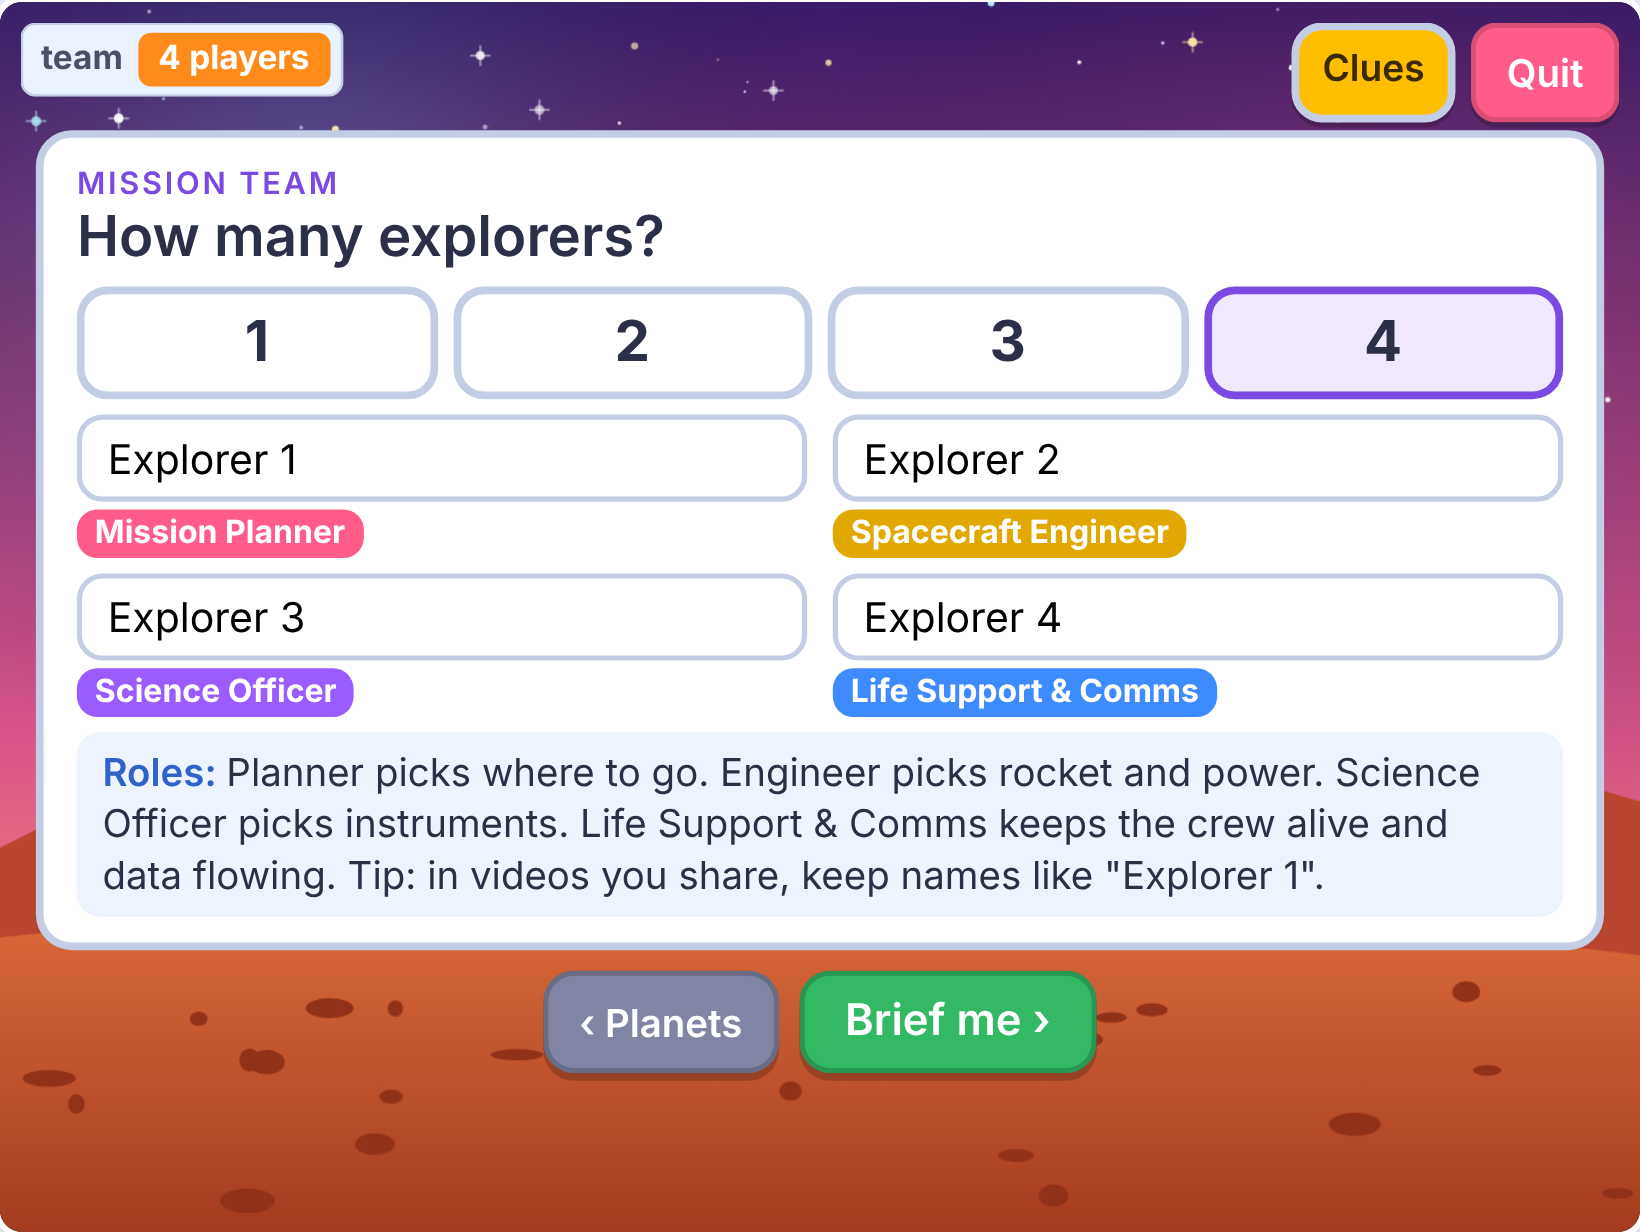 team 4 players
Clues
Quit
MISSION TEAM
How many explorers?
1
2
3
4
Explorer 1
Explorer 2
Mission Planner
Spacecraft Engineer
Explorer 3
Explorer 4
Science Officer
Life Support & Comms
Roles: Planner picks where to go. Engineer picks rocket and power. Science
Officer picks instruments. Life Support & Comms keeps the crew alive and
data flowing. Tip: in videos you share, keep names like "Explorer 1".
‹ Planets
Brief me ›